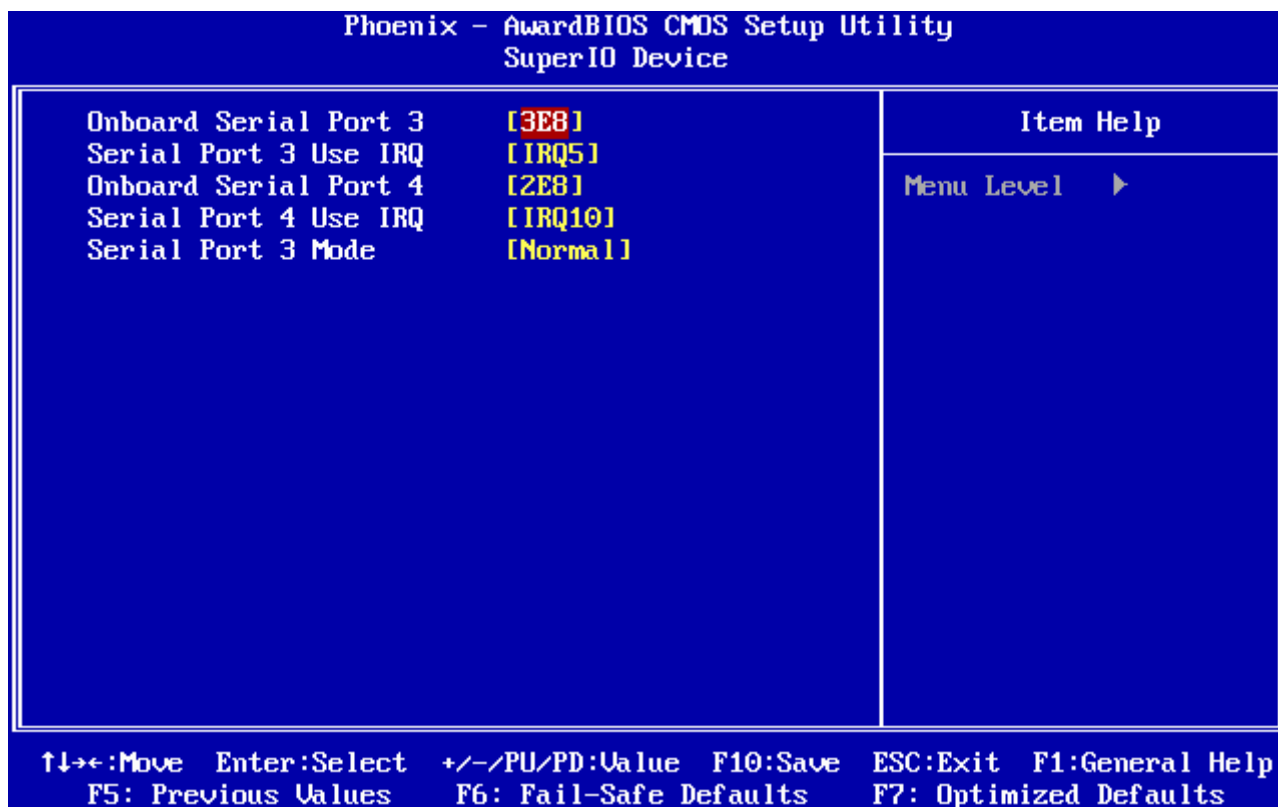 Phoenix - AwardBIOS CMOS Setup Utility
SuperIO Device
Onboard Serial Port 3 [3E8]
Serial Port 3 Use IRQ [IRQ5]
Onboard Serial Port 4 [2E8]
Serial Port 4 Use IRQ [IRQ10]
Serial Port 3 Mode [Normal]
Item Help
Menu Level ▶
↑↓→←:Move Enter:Select +/-/PU/PD:Value F10:Save ESC:Exit F1:General Help
F5: Previous Values F6: Fail-Safe Defaults F7: Optimized Defaults